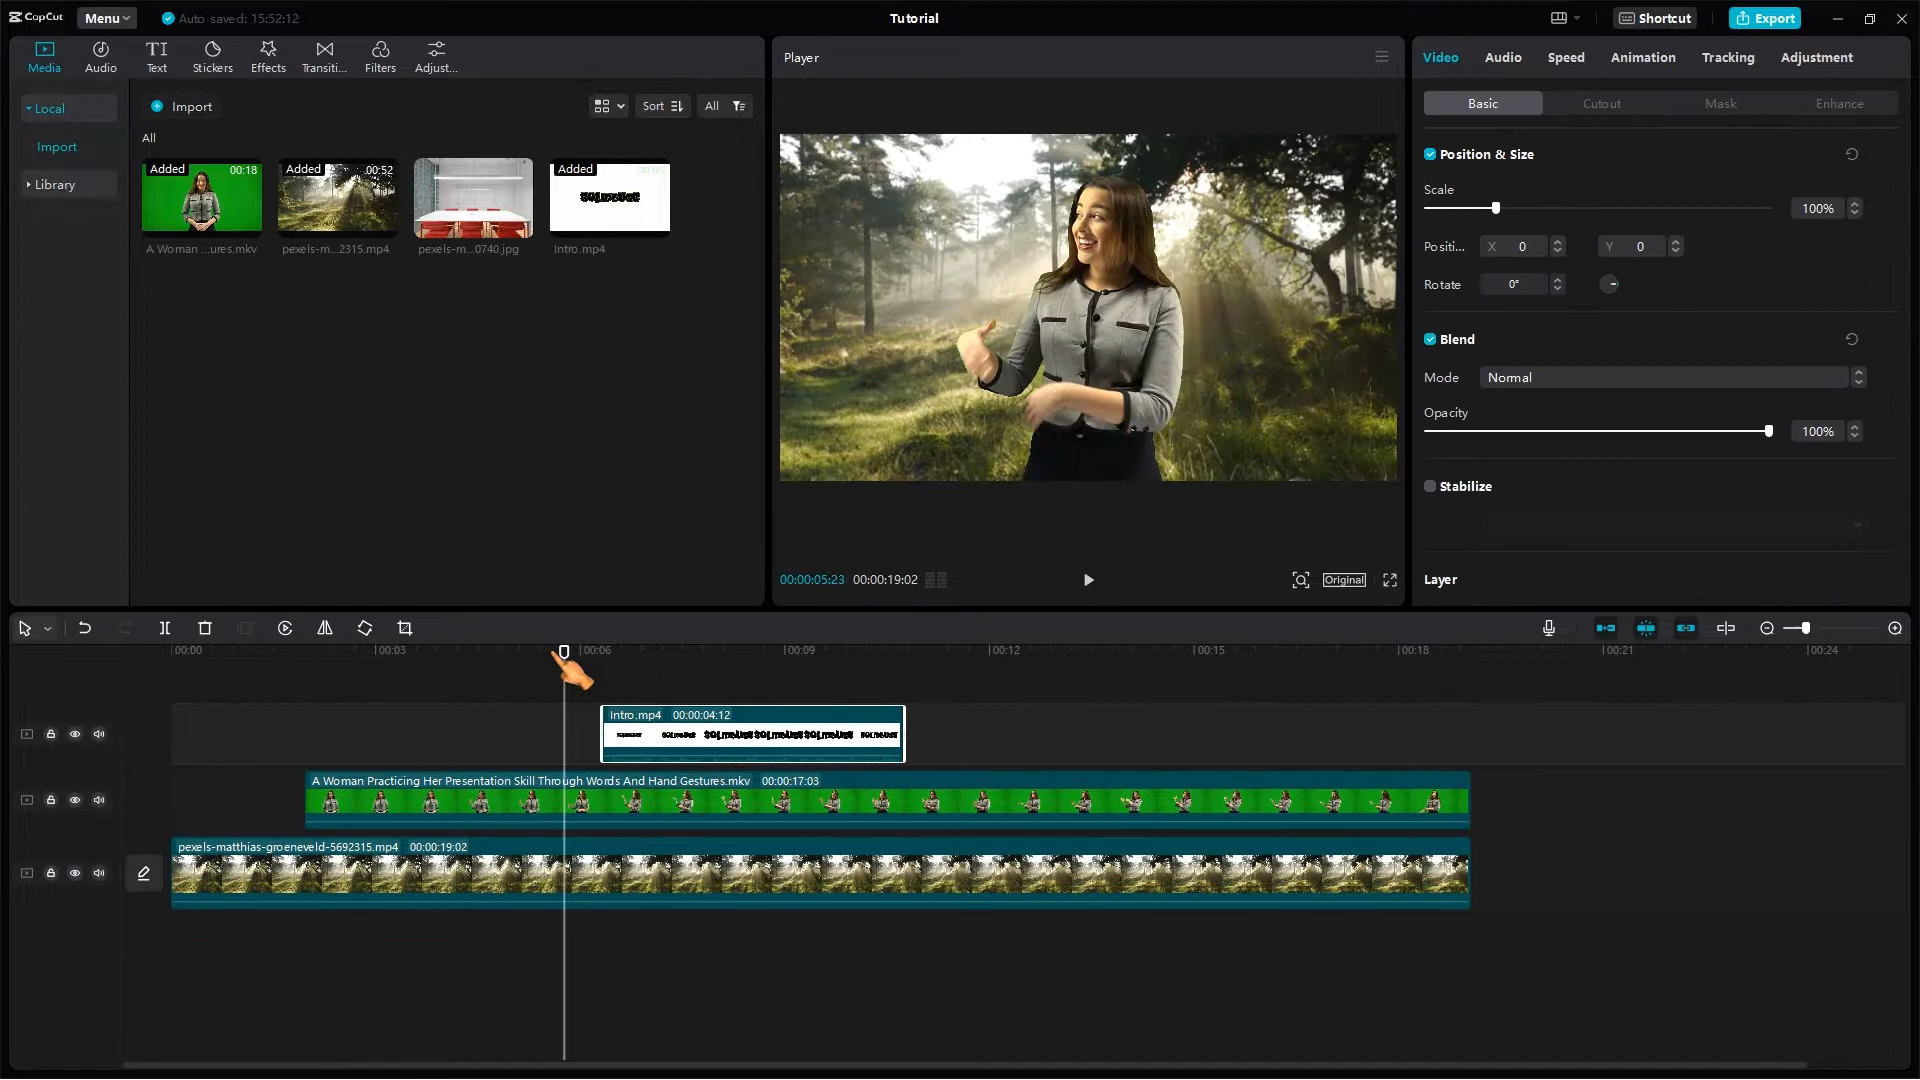 CapCut
Menu
Auto saved: 15:52:12
Tutorial
Shortcut
Export
Media
Audio
Text
Stickers
Effects
Transiti...
Filters
Adjust...
Player
Video
Audio
Speed
Animation
Tracking
Adjustment
Local
Import
Library
Import
Sort
All
All
Added
00:18
Added
00:52
Added
A Woman ...ures.mkv
pexels-m...2315.mp4
pexels-m...0740.jpg
Intro.mp4
Basic
Cutout
Mask
Enhance
Position & Size
Scale
100%
Positi...
X 0
Y 0
Rotate
0°
Blend
Mode
Normal
Opacity
100%
Stabilize
Layer
00:00:05:23
00:00:19:02
Original
00:00
00:03
00:06
00:09
00:12
00:15
00:18
00:21
00:24
Intro.mp4 00:00:04:12
A Woman Practicing Her Presentation Skill Through Words And Hand Gestures.mkv 00:00:17:03
pexels-matthias-groeneveld-5692315.mp4 00:00:19:02